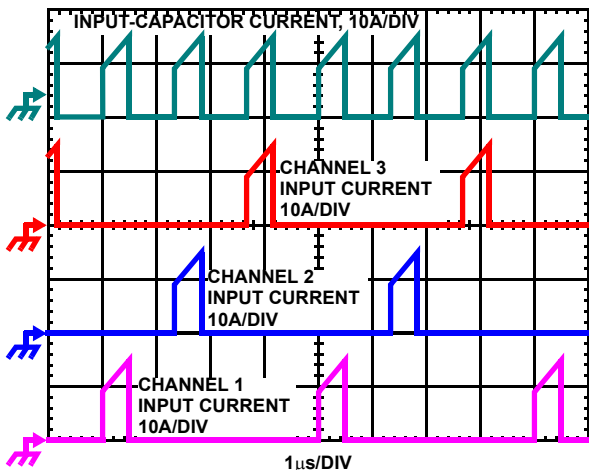 INPUT-CAPACITOR CURRENT, 10A/DIV
CHANNEL 3
INPUT CURRENT
10A/DIV
CHANNEL 2
INPUT CURRENT
10A/DIV
CHANNEL 1
INPUT CURRENT
10A/DIV
1μs/DIV